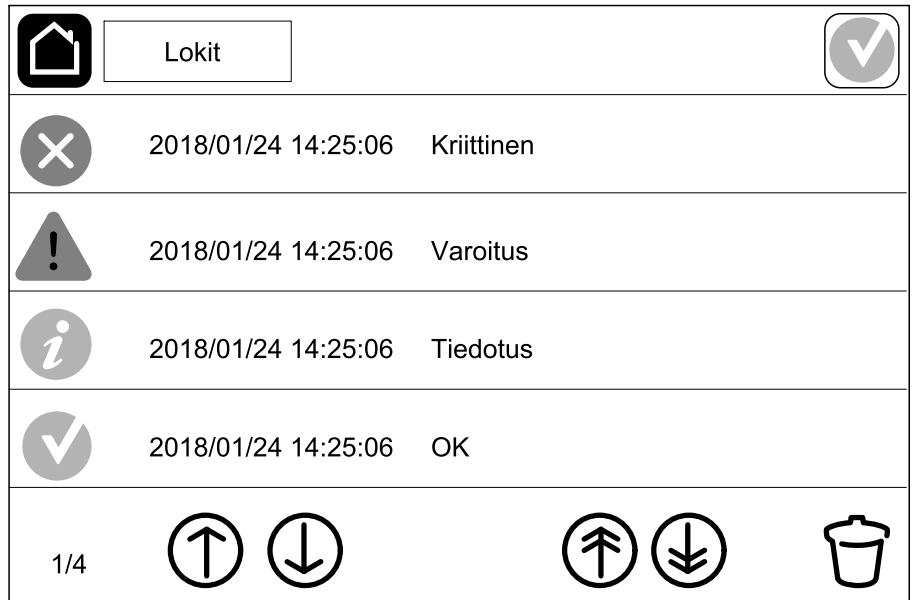 Lokit
2018/01/24 14:25:06 Kriittinen
2018/01/24 14:25:06 Varoitus
2018/01/24 14:25:06 Tiedotus
2018/01/24 14:25:06 OK
1/4